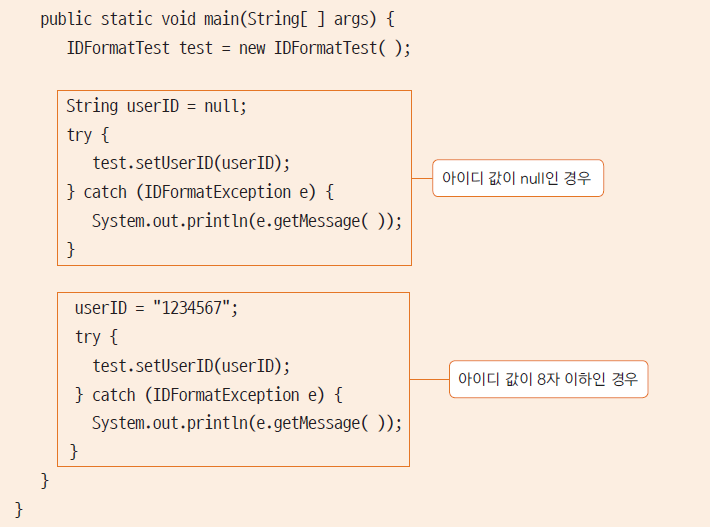 public static void main(String[ ] args) {
IDFormatTest test = new IDFormatTest( );
String userID = null;
try {
test.setUserID(userID);
} catch (IDFormatException e) {
System.out.println(e.getMessage( ));
}
아이디 값이 null인 경우
userID = "1234567";
try {
test.setUserID(userID);
} catch (IDFormatException e) {
System.out.println(e.getMessage( ));
}
아이디 값이 8자 이하인 경우
}
}